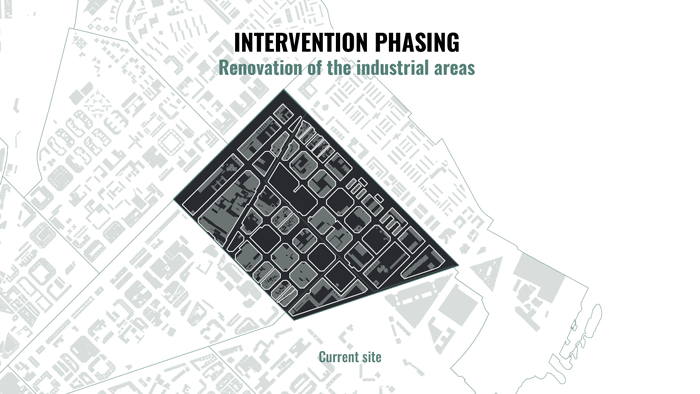 INTERVENTION PHASING
Renovation of the industrial areas
Current site